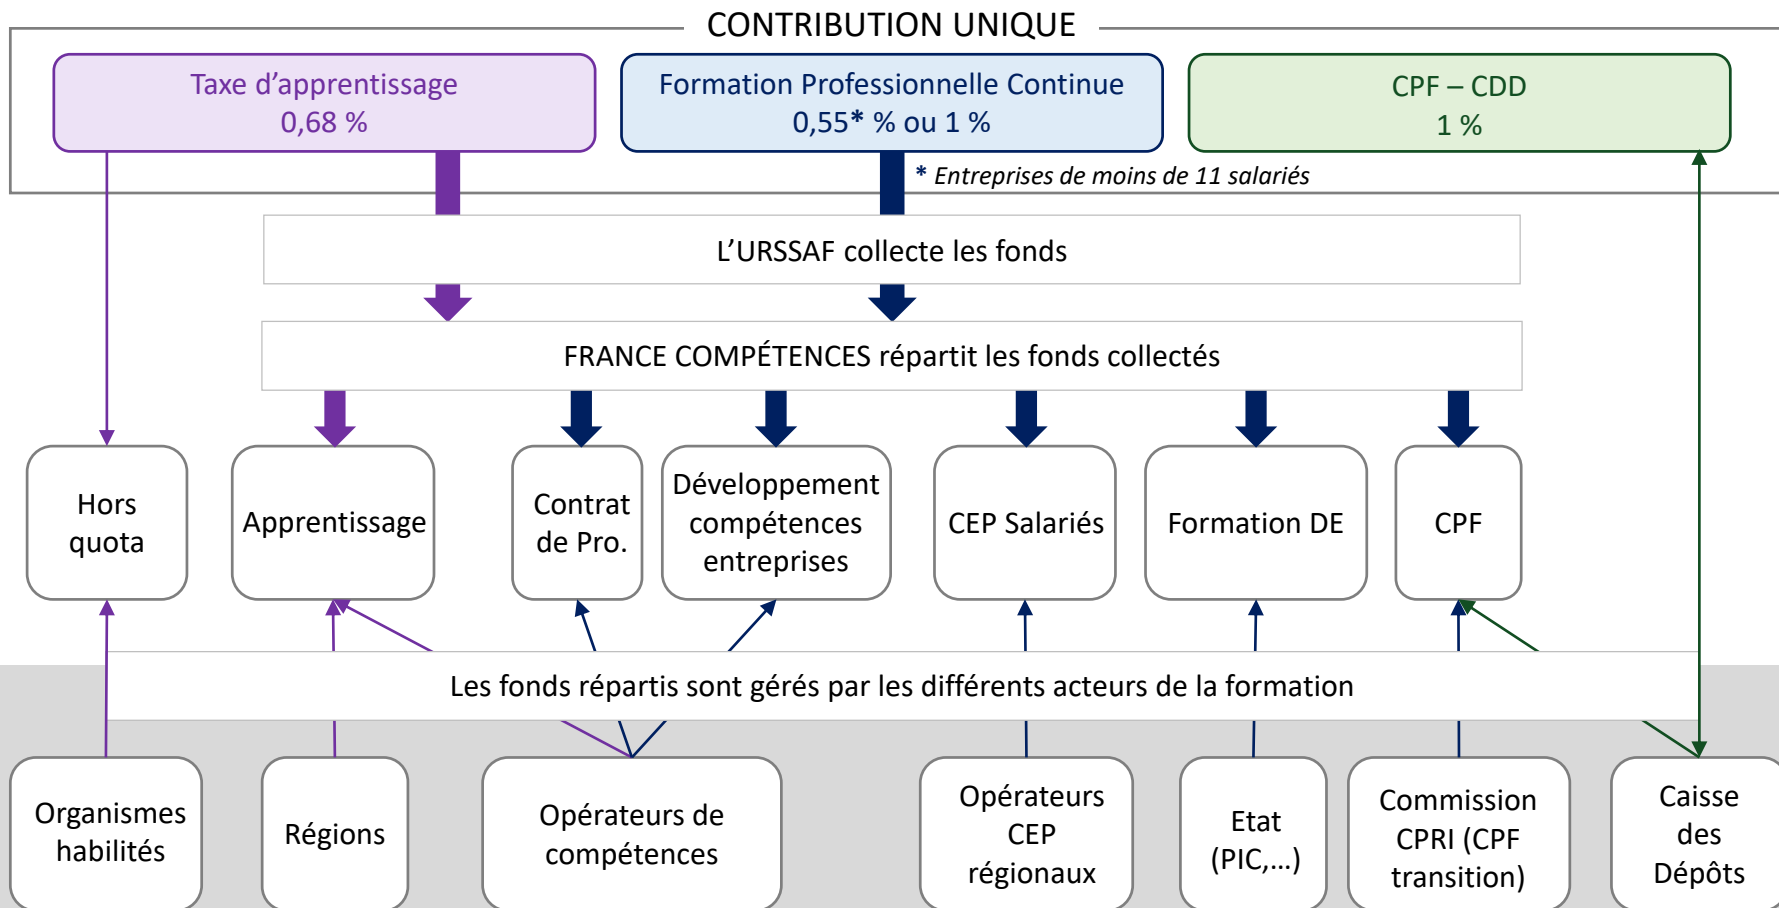 CONTRIBUTION UNIQUE
Taxe d’apprentissage
0,68 %
Formation Professionnelle Continue
0,55* % ou 1 %
CPF – CDD
1 %
* Entreprises de moins de 11 salariés
L’URSSAF collecte les fonds
FRANCE COMPÉTENCES répartit les fonds collectés
Hors
quota
Apprentissage
Contrat
de Pro.
Développement
compétences
entreprises
CEP Salariés
Formation DE
CPF
Les fonds répartis sont gérés par les différents acteurs de la formation
Organismes
habilités
Régions
Opérateurs de
compétences
Opérateurs
CEP
régionaux
Etat
(PIC,...)
Commission
CPRI (CPF
transition)
Caisse
des
Dépôts